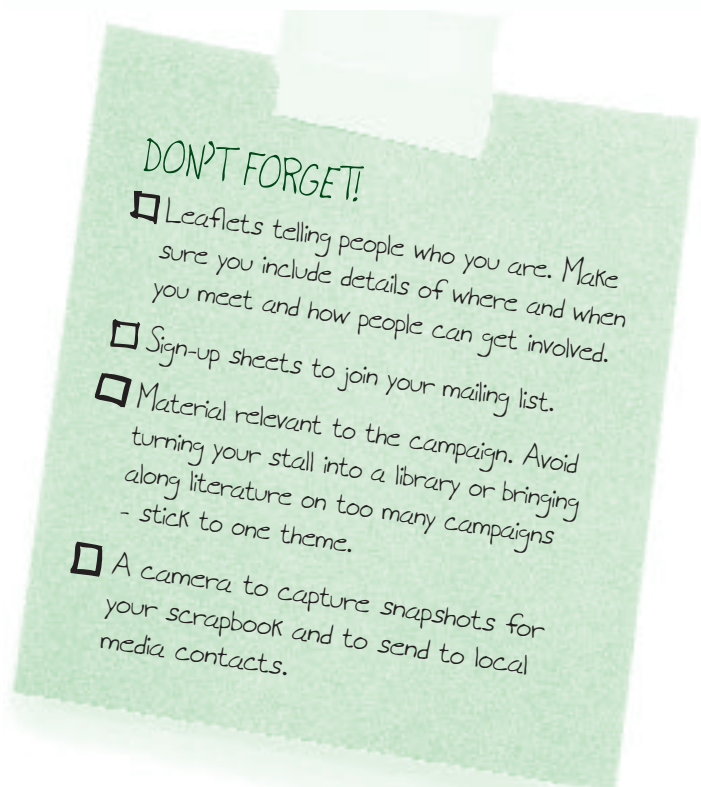 DON'T FORGET!
Leaflets telling people who you are. Make
sure you include details of where and when
you meet and how people can get involved.
Sign-up sheets to join your mailing list.
Material relevant to the campaign. Avoid
turning your stall into a library or bringing
along literature on too many campaigns
- stick to one theme.
A camera to capture snapshots for
your scrapbook and to send to local
media contacts.